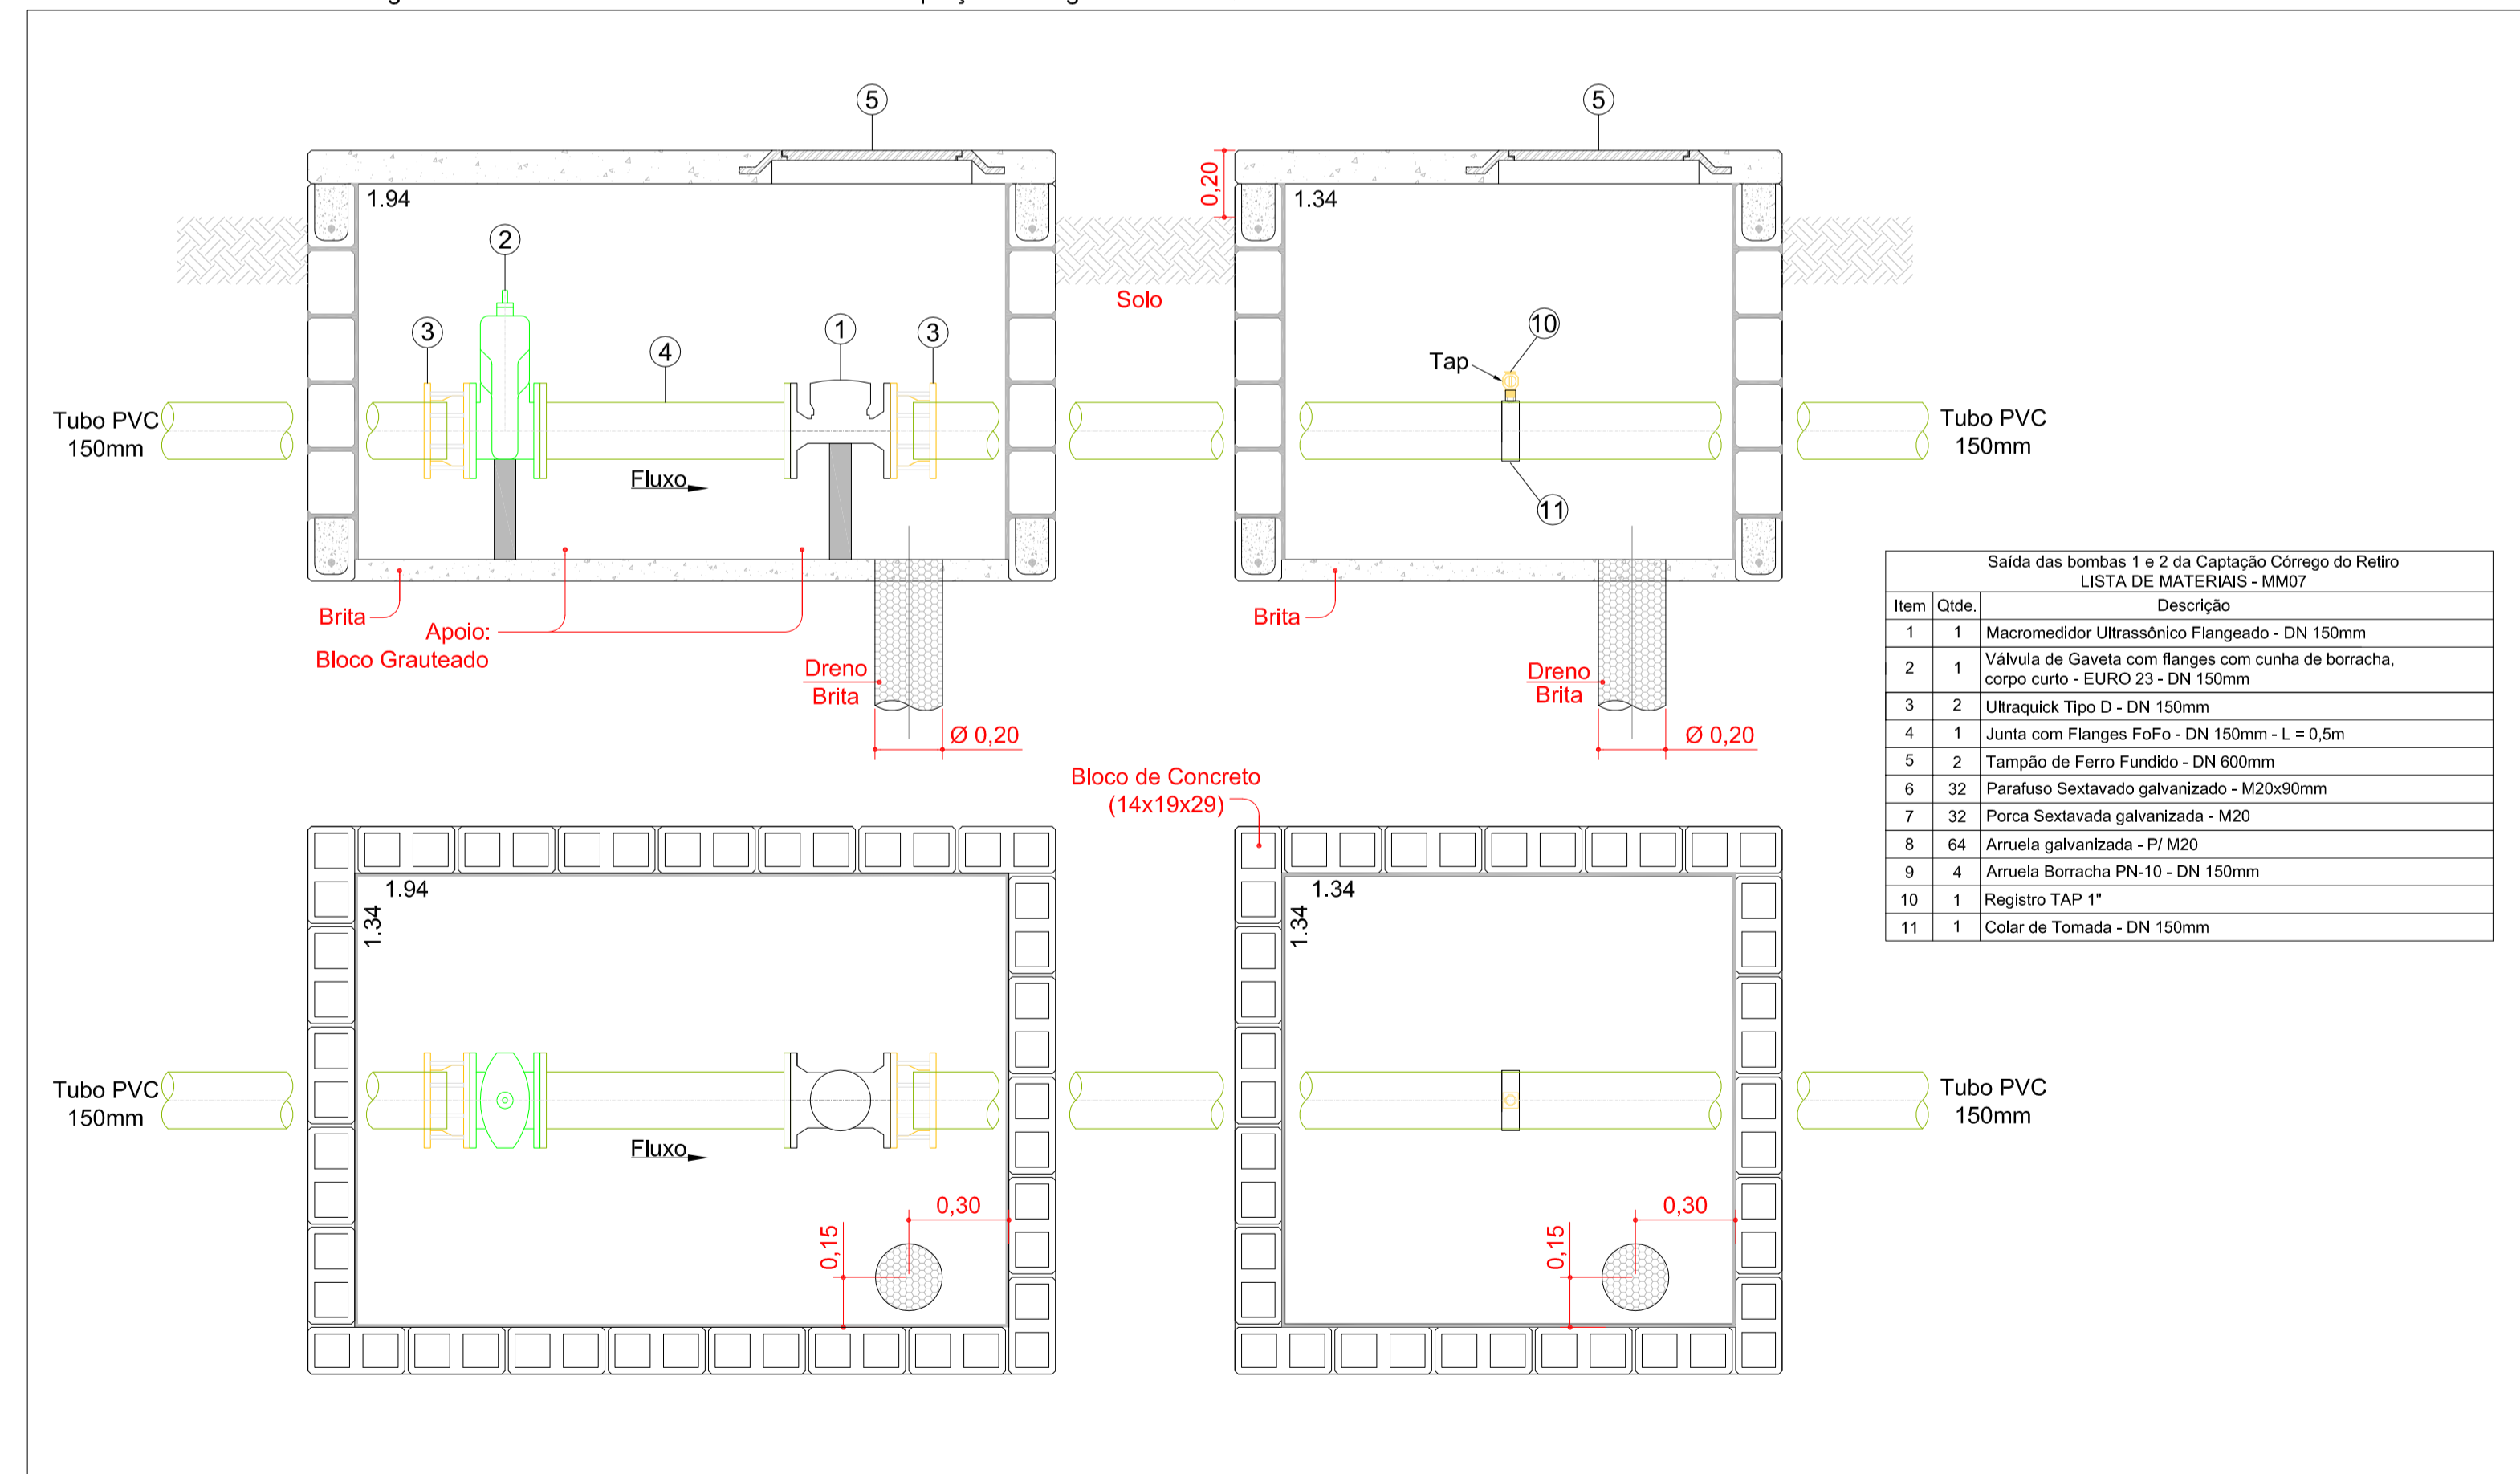 5
5
1.94
0,20
1.34
2
Solo
3
4
1
3
10
Tap
11
Tubo PVC
150mm
Tubo PVC
150mm
Fluxo
Brita
Apoio:
Bloco Grauteado
Dreno
Brita
Ø 0,20
Brita
Dreno
Brita
Ø 0,20
Saída das bombas 1 e 2 da Captação Córrego do Retiro
LISTA DE MATERIAIS - MM07
Item Qtde. Descrição
1 1 Macromedidor Ultrassônico Flangeado - DN 150mm
2 1 Válvula de Gaveta com flanges com cunha de borracha,
corpo curto - EURO 23 - DN 150mm
3 2 Ultraquick Tipo D - DN 150mm
4 1 Junta com Flanges FoFo - DN 150mm - L = 0,5m
5 2 Tampão de Ferro Fundido - DN 600mm
6 32 Parafuso Sextavado galvanizado - M20x90mm
7 32 Porca Sextavada galvanizada - M20
8 64 Arruela galvanizada - P/ M20
9 4 Arruela Borracha PN-10 - DN 150mm
10 1 Registro TAP 1"
11 1 Colar de Tomada - DN 150mm
Bloco de Concreto
(14x19x29)
1.94
1.34
1.34
1.34
Tubo PVC
150mm
Tubo PVC
150mm
Fluxo
0,30
0,15
0,30
0,15